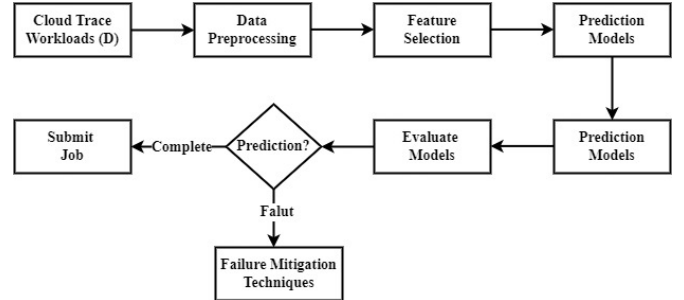 Cloud Trace
Workloads (D)
Data
Preprocessing
Feature
Selection
Prediction
Models
Prediction
Models
Evaluate
Models
Prediction?
Complete
Submit
Job
Falut
Failure Mitigation
Techniques